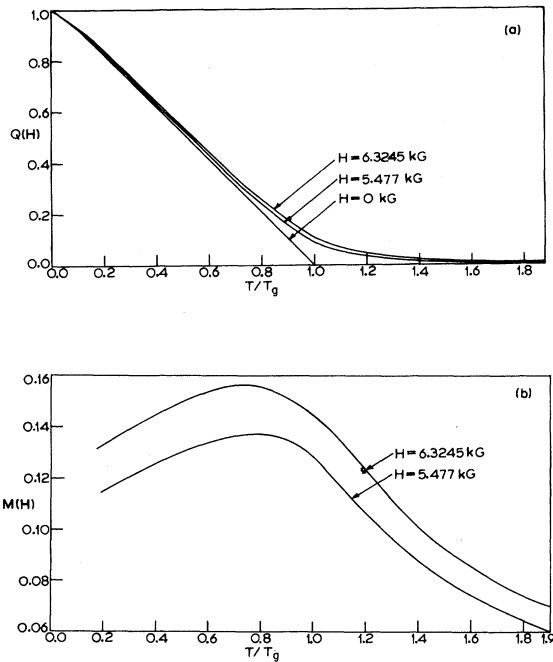 (a)
1.0
0.8
0.6
Q(H)
0.4
0.2
0.0
H=6.3245 kG
H=5.477 kG
H=0 kG
0.0 0.2 0.4 0.6 0.8 1.0 1.2 1.4 1.6 1.8
T/Tg
(b)
0.16
0.14
0.12
M(H)
0.10
0.08
0.06
H=6.3245 kG
H=5.477 kG
0.0 0.2 0.4 0.6 0.8 1.0 1.2 1.4 1.6 1.8 1.9
T/Tg